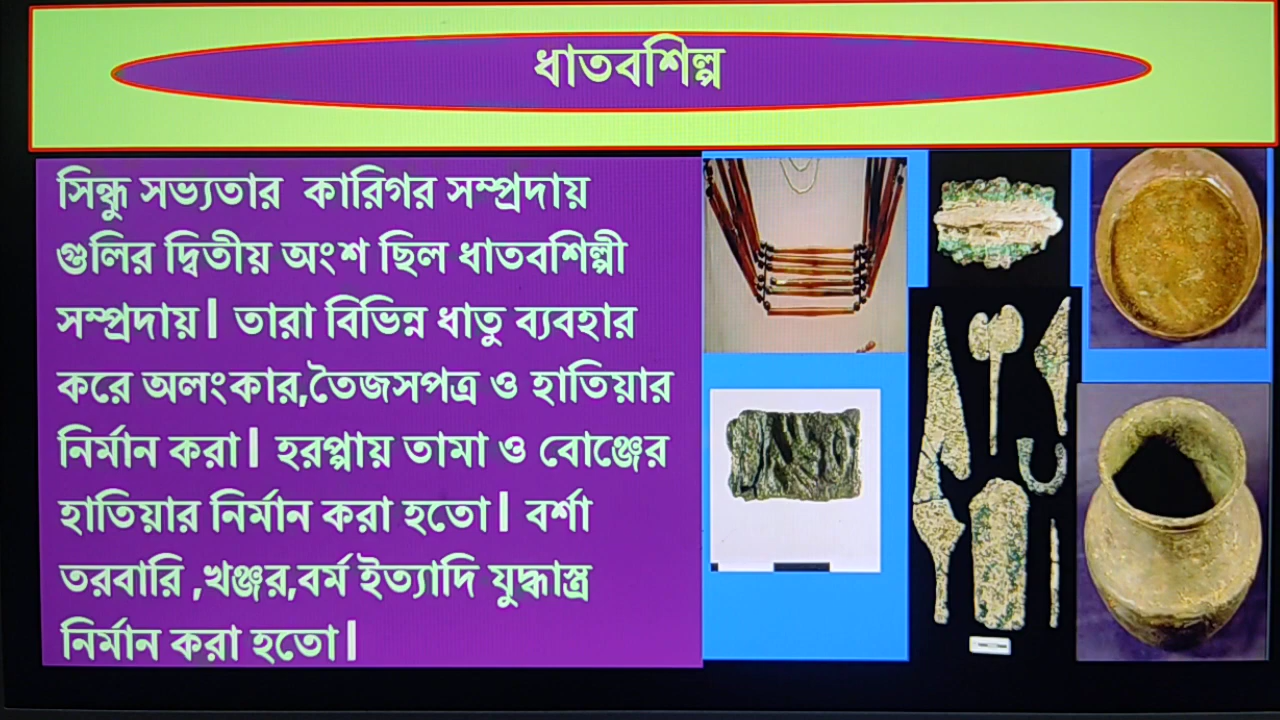 ধাতবশিল্প
সিন্ধু সভ্যতার কারিগর সম্প্রদায়
গুলির দ্বিতীয় অংশ ছিল ধাতবশিল্পী
সম্প্রদায়। তারা বিভিন্ন ধাতু ব্যবহার
করে অলংকার,তৈজসপত্র ও হাতিয়ার
নির্মান করা। হরপ্পায় তামা ও বোঞ্জের
হাতিয়ার নির্মান করা হতো। বর্শা
তরবারি ,খঞ্জর,বর্ম ইত্যাদি যুদ্ধাস্ত্র
নির্মান করা হতো।